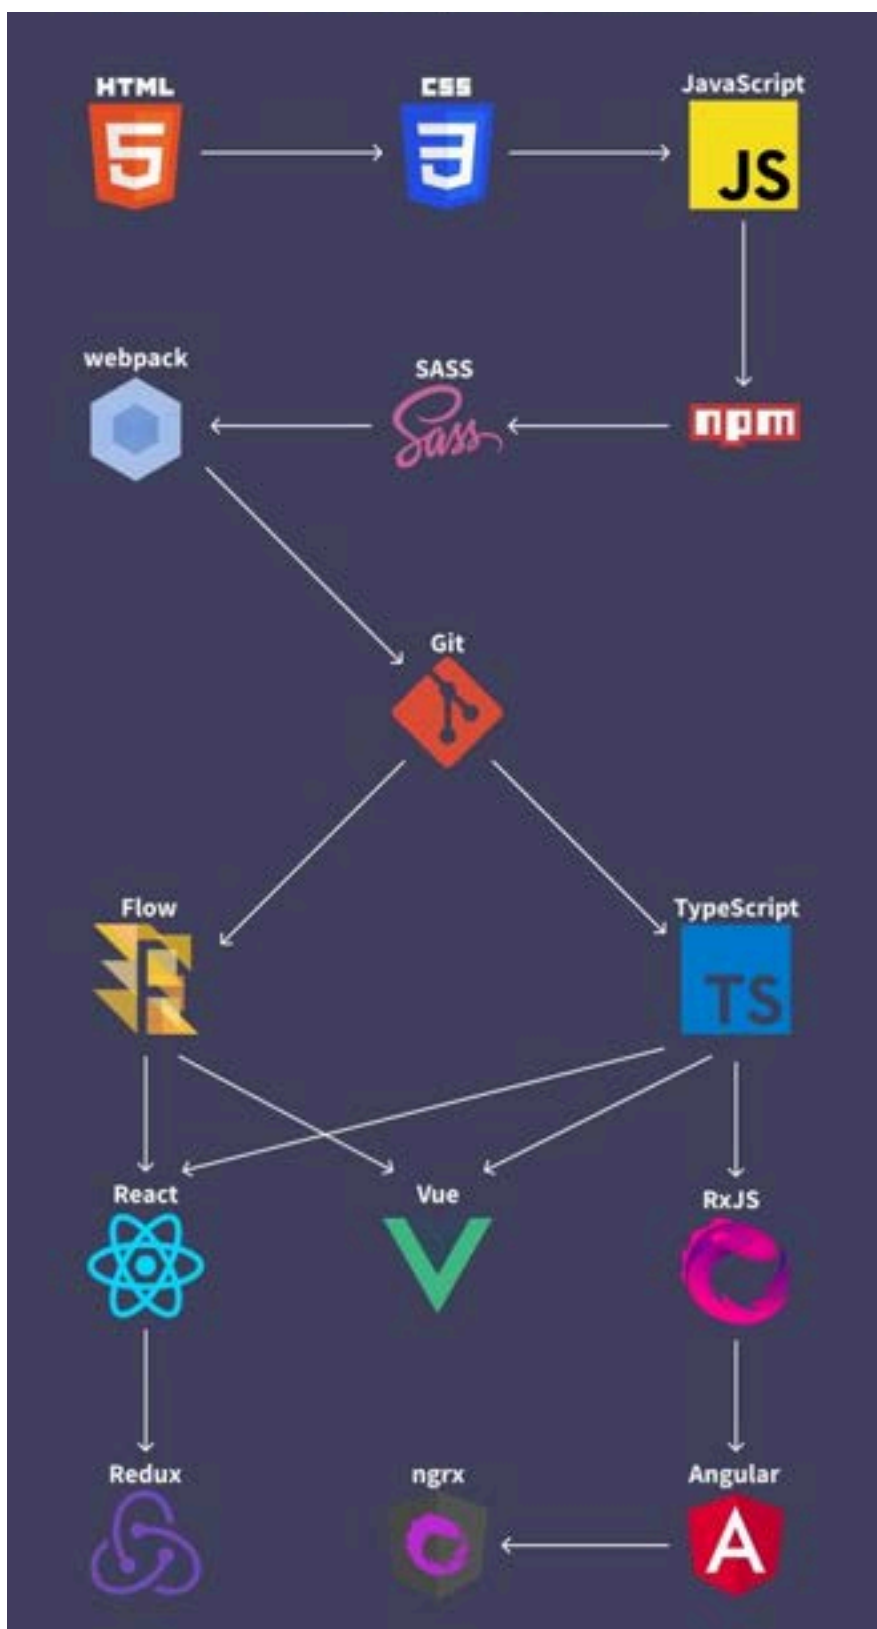 HTML
5
CSS
3
JavaScript
JS
webpack
SASS
Sass
npm
Git
Flow
TypeScript
TS
React
Vue
RxJS
Redux
ngrx
Angular
A